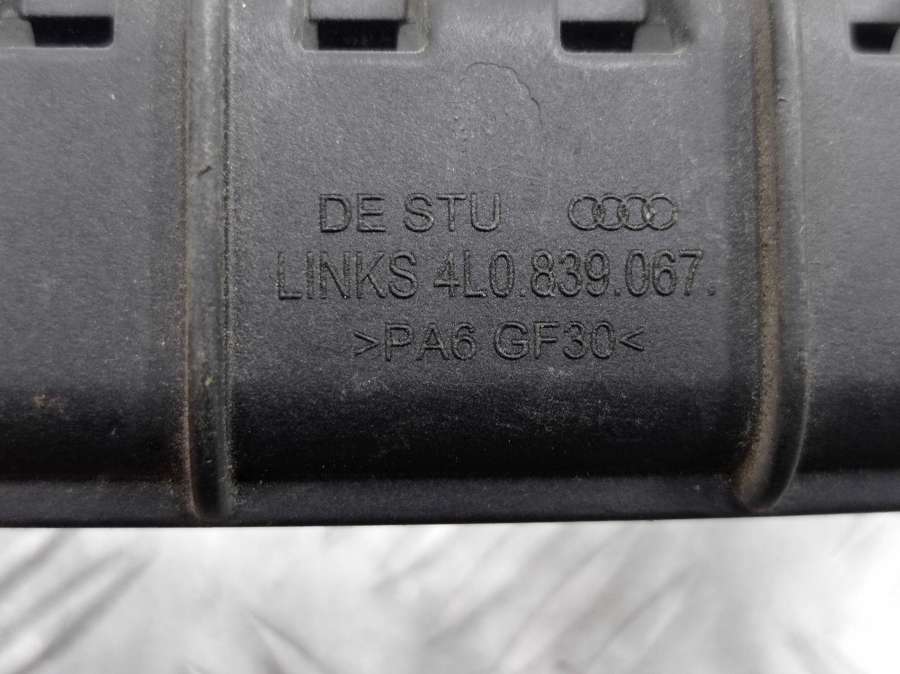 DE STU
LINKS 4L0.839.067.
>PA6 GF30<